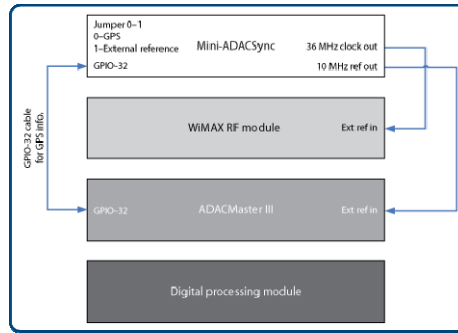 Jumper 0–1
0–GPS
1–External reference
Mini-ADACSync
36 MHz clock out
GPIO-32
10 MHz ref out
GPIO-32 cable
for GPS info.
WiMAX RF module
Ext ref in
GPIO-32
ADACMaster III
Ext ref in
Digital processing module